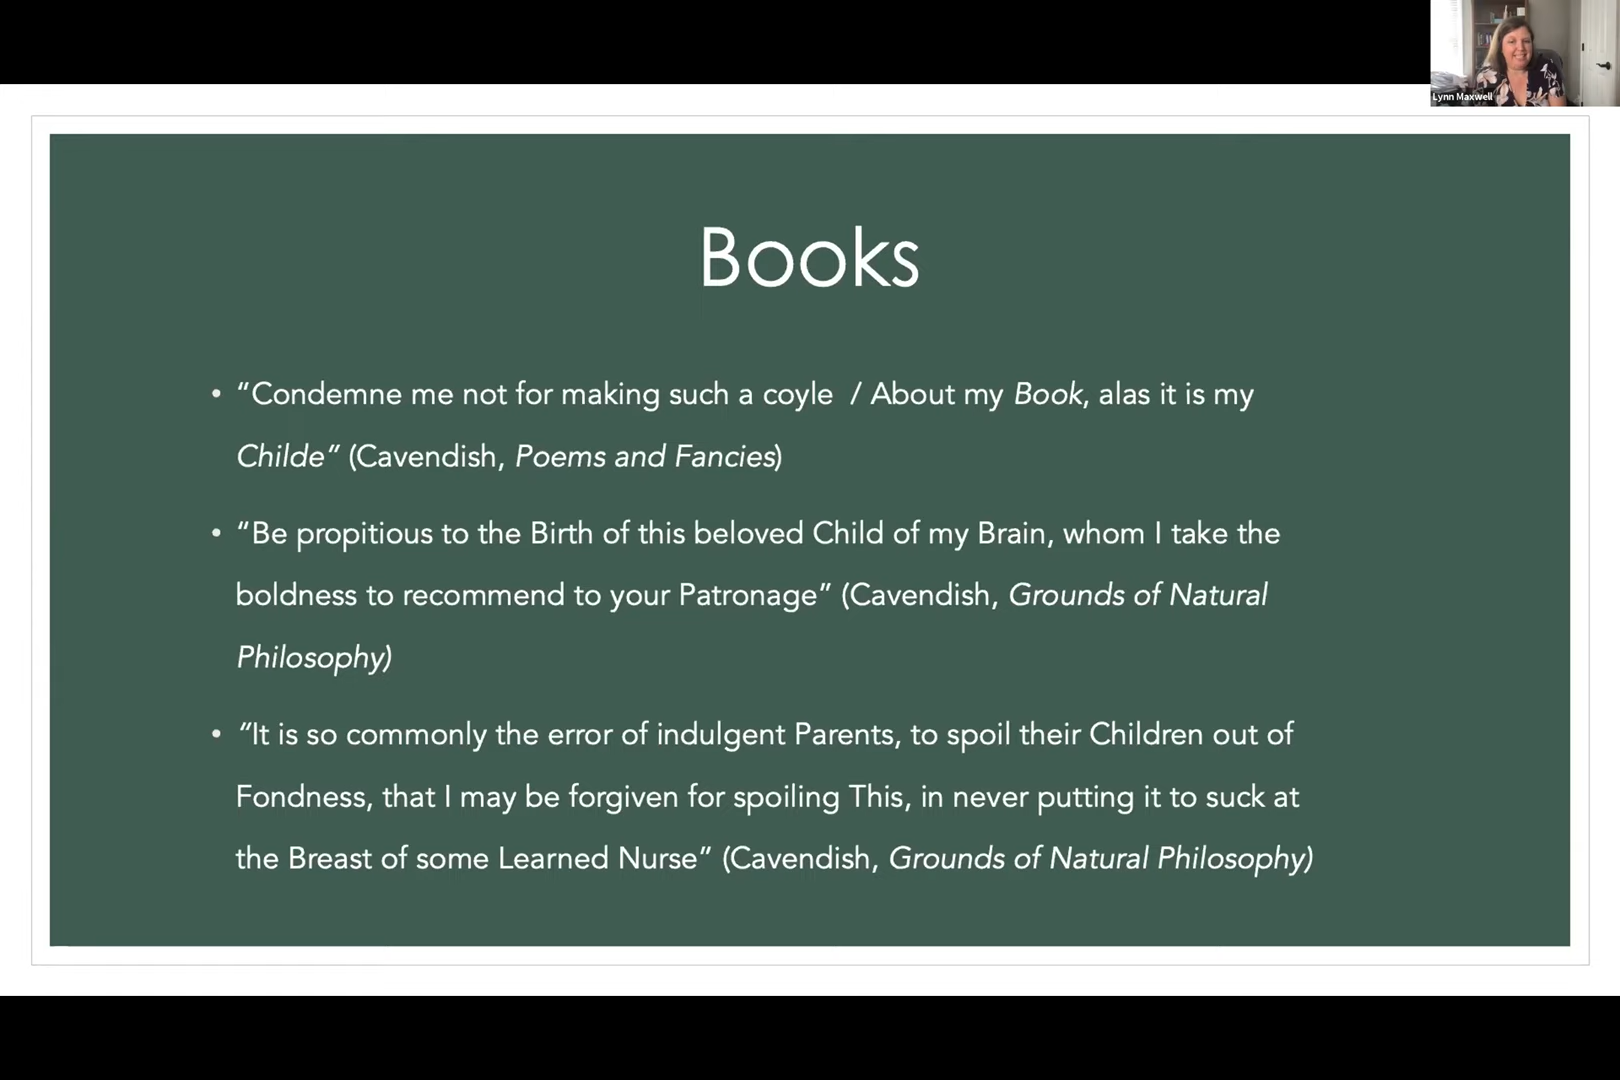 Lynn Maxwell
Books
• “Condemne me not for making such a coyle / About my Book, alas it is my
Childe” (Cavendish, Poems and Fancies)
• “Be propitious to the Birth of this beloved Child of my Brain, whom I take the
boldness to recommend to your Patronage” (Cavendish, Grounds of Natural
Philosophy)
• “It is so commonly the error of indulgent Parents, to spoil their Children out of
Fondness, that I may be forgiven for spoiling This, in never putting it to suck at
the Breast of some Learned Nurse” (Cavendish, Grounds of Natural Philosophy)